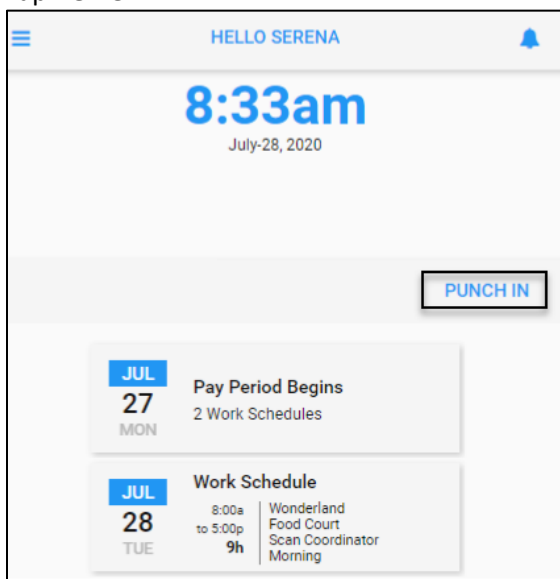 HELLO SERENA
8:33am
July-28, 2020
PUNCH IN
JUL
27
MON
Pay Period Begins
2 Work Schedules
JUL
28
TUE
Work Schedule
8:00a
to 5:00p
9h
Wonderland
Food Court
Scan Coordinator
Morning